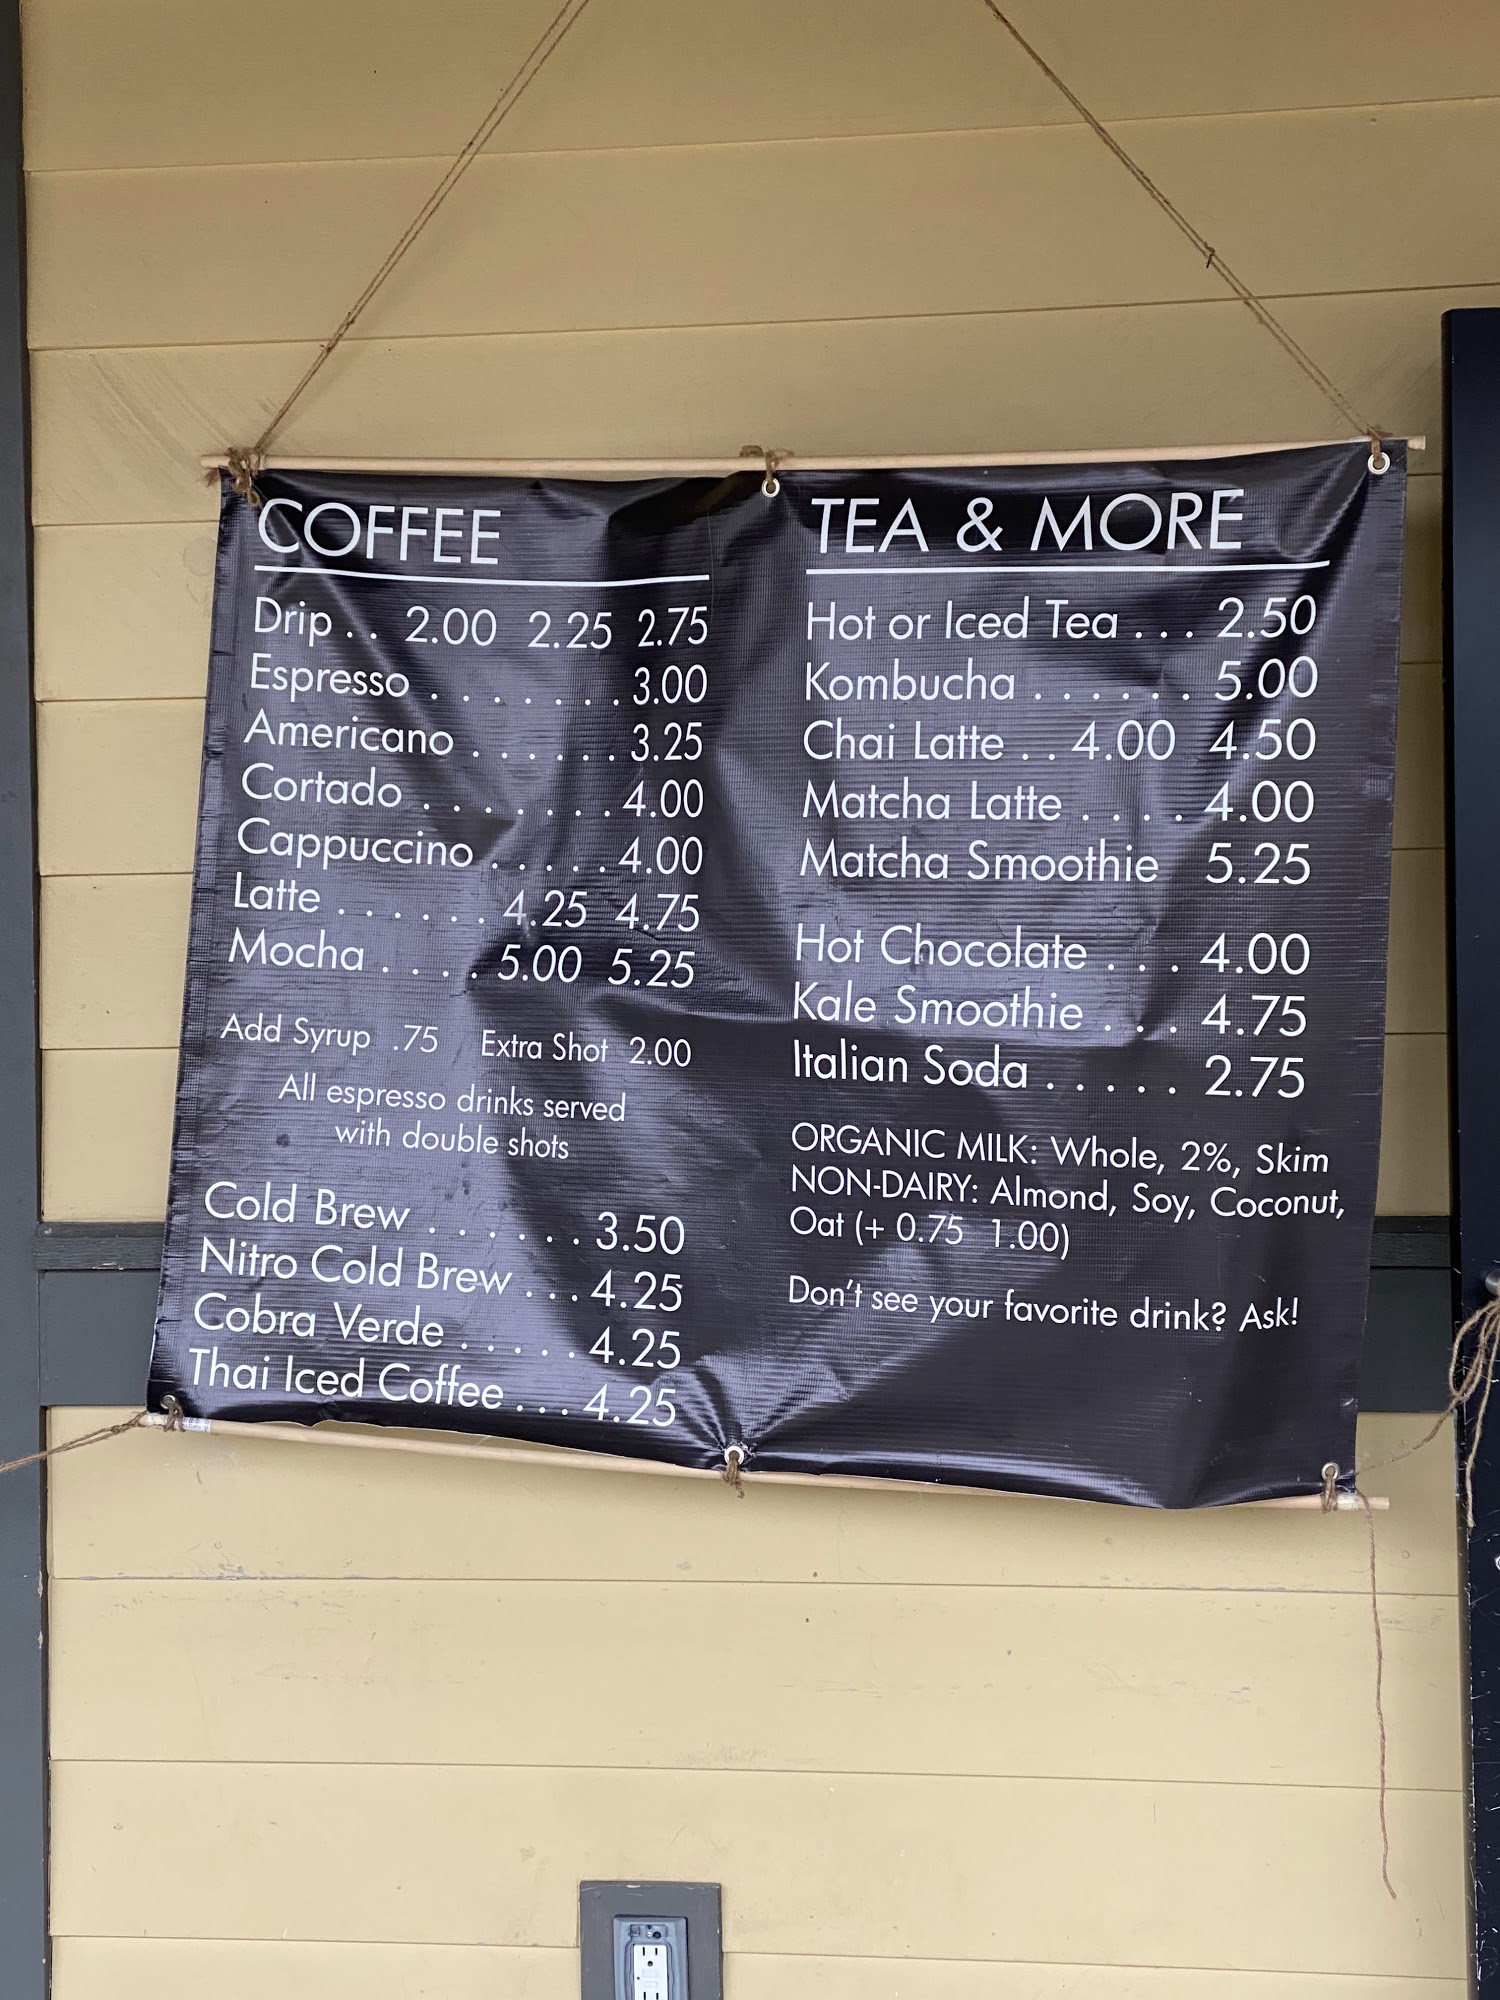 COFFEE
Drip . . 2.00 2.25 2.75
Espresso . . . . . . . 3.00
Americano . . . . . . 3.25
Cortado . . . . . . . 4.00
Cappuccino . . . . . 4.00
Latte . . . . . . 4.25 4.75
Mocha . . . . 5.00 5.25
Add Syrup .75 Extra Shot 2.00
All espresso drinks served
with double shots
Cold Brew . . . . . . 3.50
Nitro Cold Brew . . . 4.25
Cobra Verde . . . . . 4.25
Thai Iced Coffee . . . 4.25
TEA & MORE
Hot or Iced Tea . . . 2.50
Kombucha . . . . . . 5.00
Chai Latte . . 4.00 4.50
Matcha Latte . . . . 4.00
Matcha Smoothie 5.25
Hot Chocolate . . . 4.00
Kale Smoothie . . . 4.75
Italian Soda . . . . . 2.75
ORGANIC MILK: Whole, 2%, Skim
NON-DAIRY: Almond, Soy, Coconut,
Oat (+ 0.75 1.00)
Don't see your favorite drink? Ask!